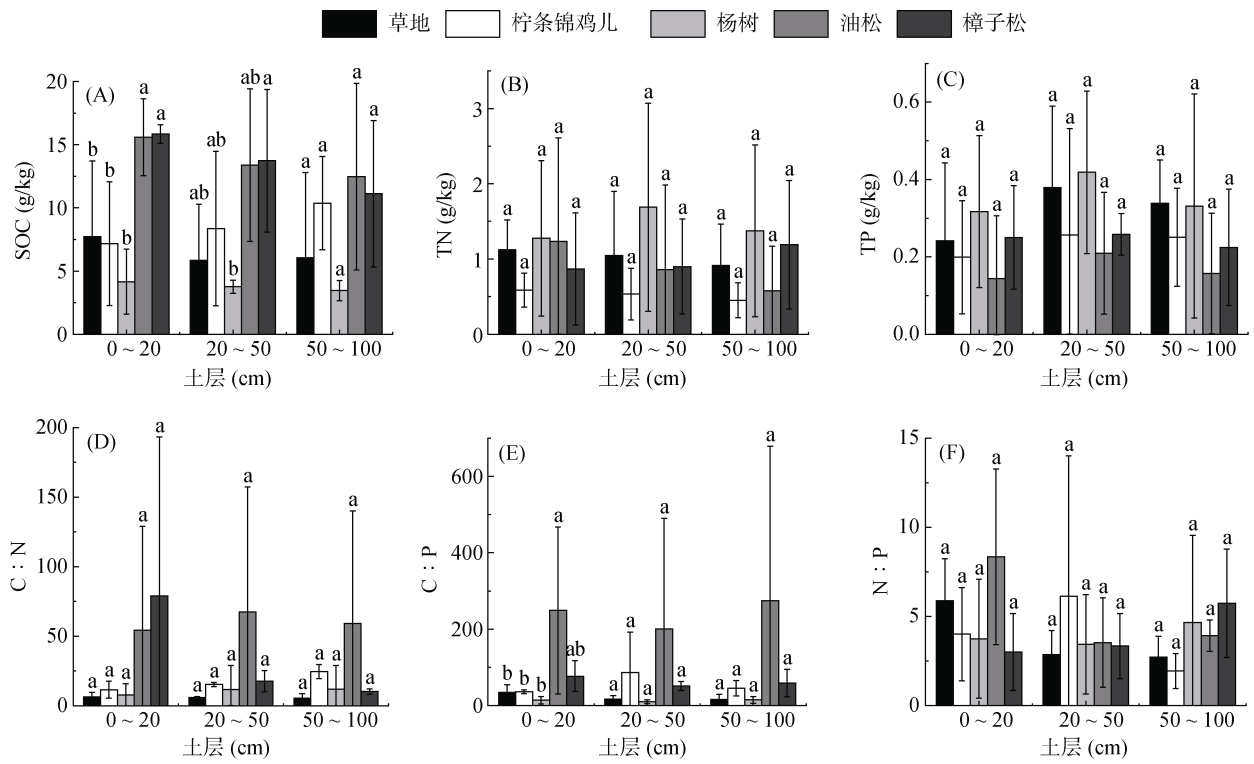 草地 柠条锦鸡儿 杨树 油松 樟子松
(A)
SOC (g/kg)
20
15
10
5
0
b b b a a
ab ab b ab a
a a a a a
0 ~ 20 20 ~ 50 50 ~ 100
土层 (cm)
(B)
TN (g/kg)
3
2
1
0
a a a a a
a a a a a
a a a a a
0 ~ 20 20 ~ 50 50 ~ 100
土层 (cm)
(C)
TP (g/kg)
0.6
0.4
0.2
0.0
a a a a a
a a a a a
a a a a a
0 ~ 20 20 ~ 50 50 ~ 100
土层 (cm)
(D)
C : N
200
150
100
50
0
a a a a a
a a a a a
a a a a a
0 ~ 20 20 ~ 50 50 ~ 100
土层 (cm)
(E)
C : P
600
400
200
0
b b b a ab
a a a a a
a a a a a
0 ~ 20 20 ~ 50 50 ~ 100
土层 (cm)
(F)
N : P
15
10
5
0
a a a a a
a a a a a
a a a a a
0 ~ 20 20 ~ 50 50 ~ 100
土层 (cm)